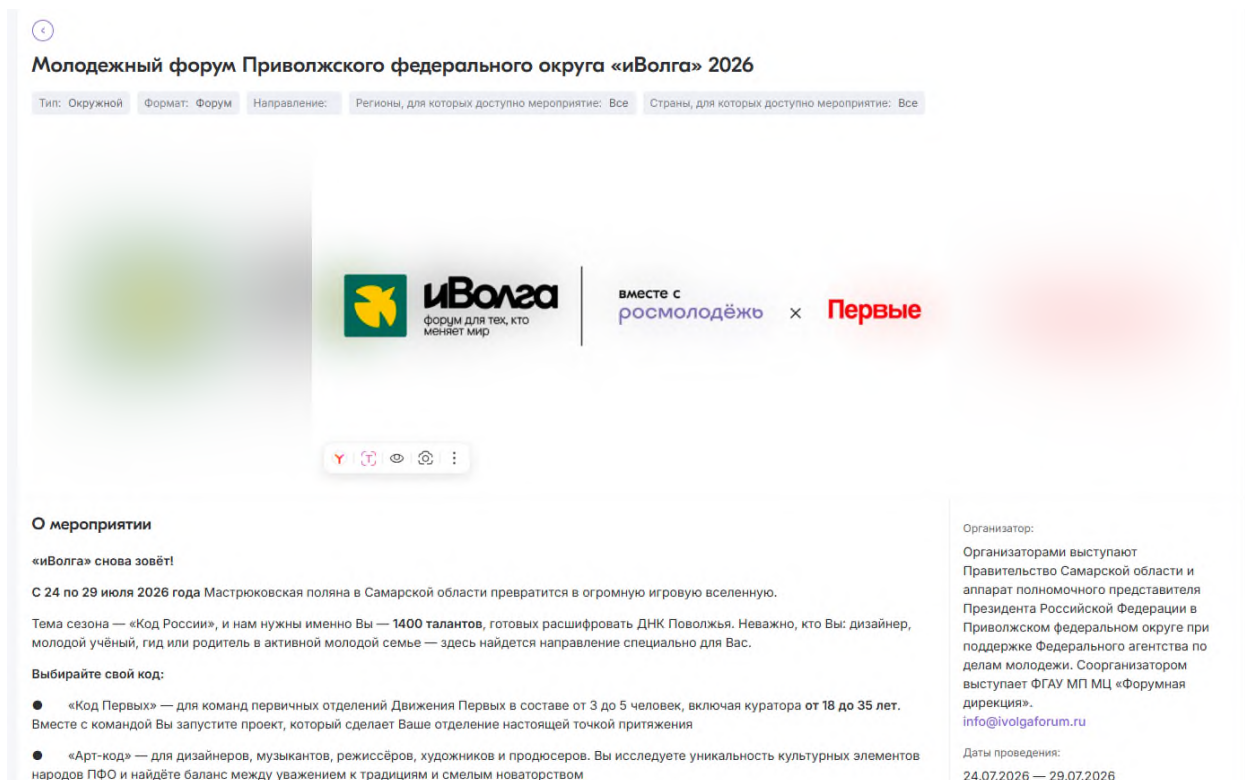 Молодежный форум Приволжского федерального округа «иВолга» 2026
Тип: Окружной Формат: Форум Направление: Регионы, для которых доступно мероприятие: Все Страны, для которых доступно мероприятие: Все
иВолга
форум для тех, кто
меняет мир
вместе с
росмолодёжь × Первые
О мероприятии
«иВолга» снова зовёт!
С 24 по 29 июля 2026 года Мастрюковская поляна в Самарской области превратится в огромную игровую вселенную.
Тема сезона — «Код России», и нам нужны именно Вы — 1400 талантов, готовых расшифровать ДНК Поволжья. Неважно, кто Вы: дизайнер,
молодой учёный, гид или родитель в активной молодой семье — здесь найдется направление специально для Вас.
Выбирайте свой код:
● «Код Первых» — для команд первичных отделений Движения Первых в составе от 3 до 5 человек, включая куратора от 18 до 35 лет.
Вместе с командой Вы запустите проект, который сделает Ваше отделение настоящей точкой притяжения
● «Арт-код» — для дизайнеров, музыкантов, режиссёров, художников и продюсеров. Вы исследуете уникальность культурных элементов
народов ПФО и найдёте баланс между уважением к традициям и смелым новаторством
Организатор:
Организаторами выступают
Правительство Самарской области и
аппарат полномочного представителя
Президента Российской Федерации в
Приволжском федеральном округе при
поддержке Федерального агентства по
делам молодежи. Соорганизатором
выступает ФГАУ МП МЦ «Форумная
дирекция».
info@ivolgaforum.ru
Даты проведения:
24.07.2026 — 29.07.2026